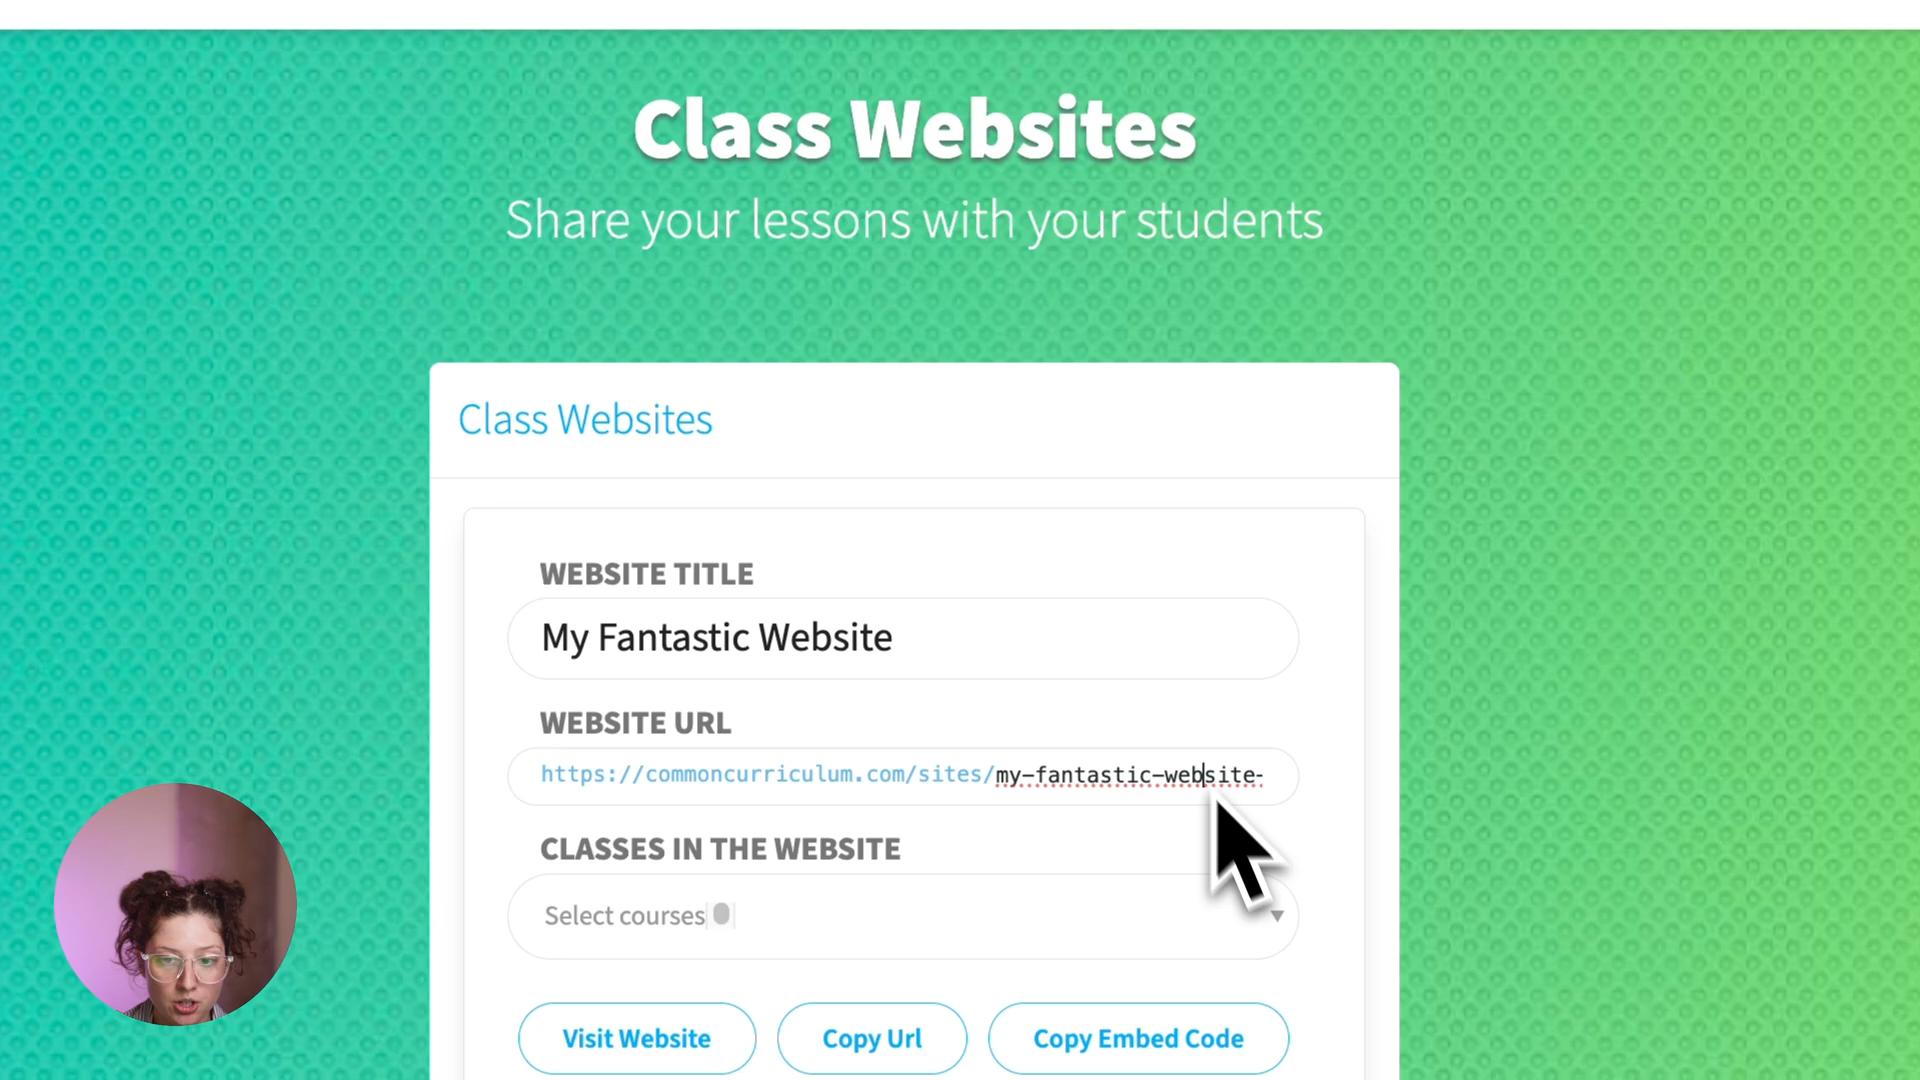 Class Websites
Share your lessons with your students
Class Websites
WEBSITE TITLE
My Fantastic Website
WEBSITE URL
https://commoncurriculum.com/sites/my-fantastic-website-
CLASSES IN THE WEBSITE
Select courses
Visit Website
Copy Url
Copy Embed Code